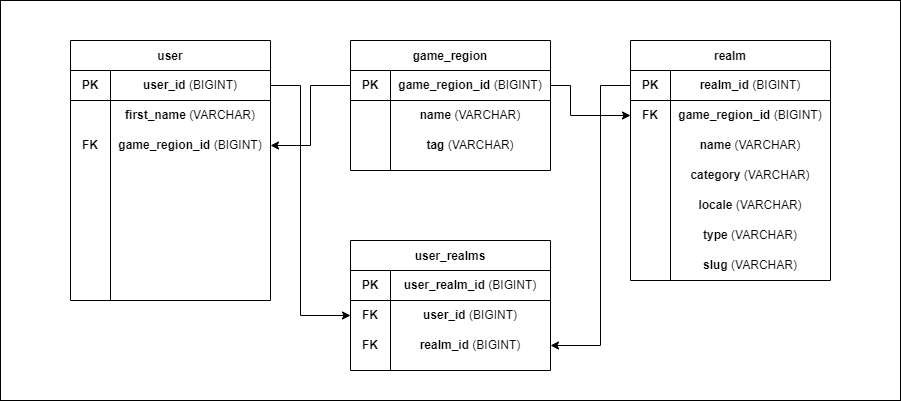 user
PK user_id (BIGINT)
first_name (VARCHAR)
FK game_region_id (BIGINT)
game_region
PK game_region_id (BIGINT)
name (VARCHAR)
tag (VARCHAR)
realm
PK realm_id (BIGINT)
FK game_region_id (BIGINT)
name (VARCHAR)
category (VARCHAR)
locale (VARCHAR)
type (VARCHAR)
slug (VARCHAR)
user_realms
PK user_realm_id (BIGINT)
FK user_id (BIGINT)
FK realm_id (BIGINT)